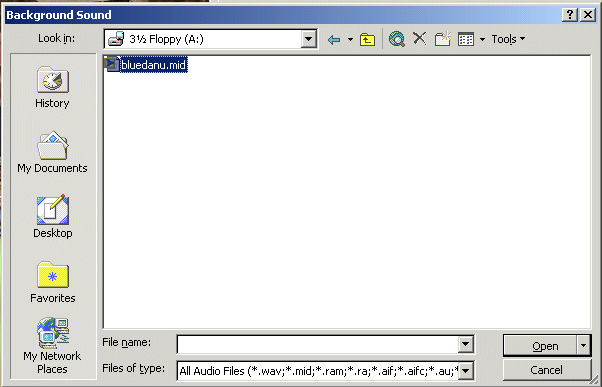 Background Sound
Look in:
3½ Floppy (A:)
Tools
bluedanu.mid
History
My Documents
Desktop
Favorites
My Network
Places
File name:
Open
Files of type:
All Audio Files (*.wav;*.mid;*.ram;*.ra;*.aif;*.aifc;*.au;*
Cancel